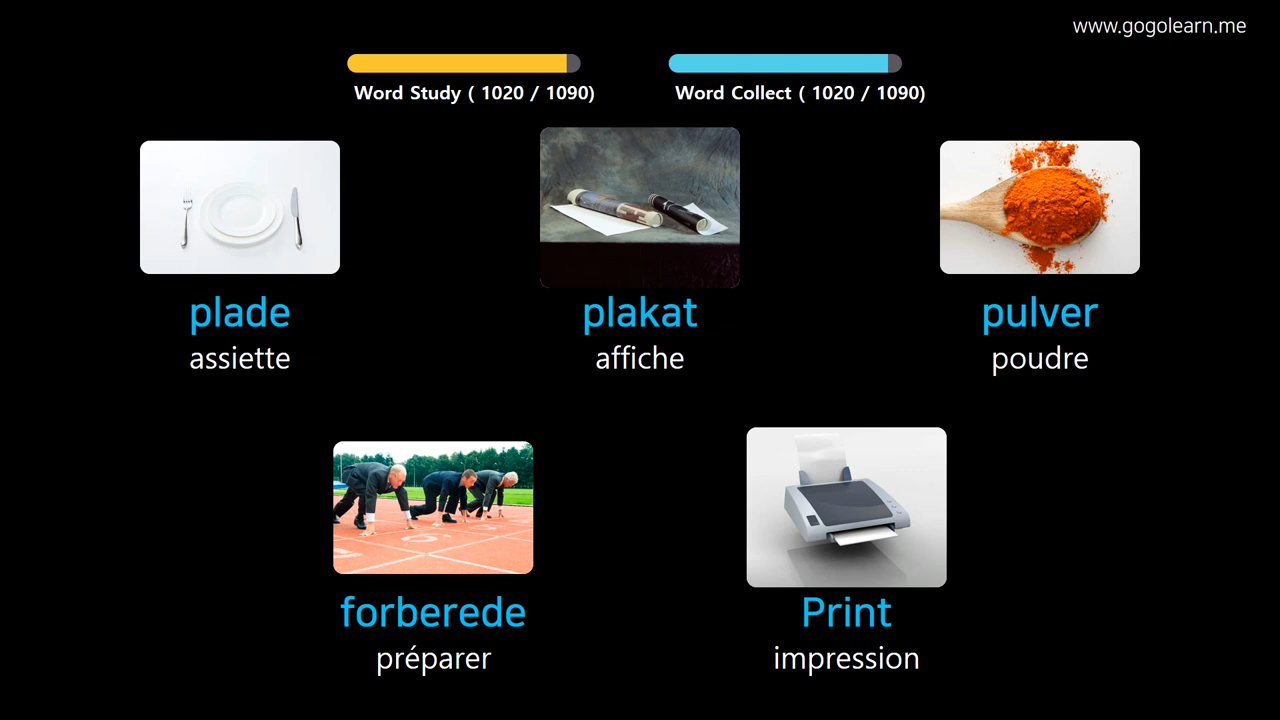 www.gogolearn.me
Word Study ( 1020 / 1090)
Word Collect ( 1020 / 1090)
plade
assiette
plakat
affiche
pulver
poudre
forberede
préparer
Print
impression